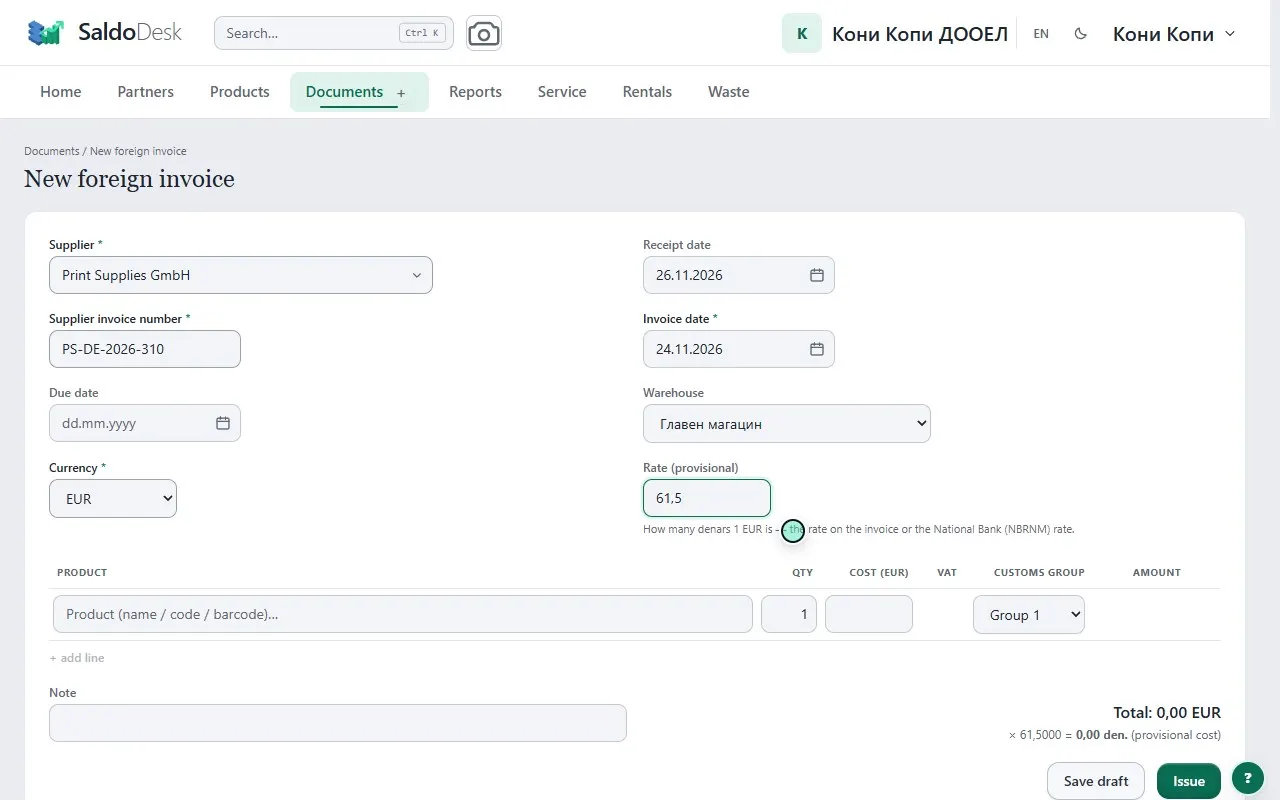 SaldoDesk
Search... Ctrl K
K Кони Копи ДООЕЛ EN Кони Копи
Home Partners Products Documents + Reports Service Rentals Waste
Documents / New foreign invoice
New foreign invoice
Supplier * Receipt date
Print Supplies GmbH 26.11.2026
Supplier invoice number * Invoice date *
PS-DE-2026-310 24.11.2026
Due date Warehouse
dd.mm.yyyy Главен магацин
Currency * Rate (provisional)
EUR 61,5
How many denars 1 EUR is - the rate on the invoice or the National Bank (NBRNM) rate.
PRODUCT QTY COST (EUR) VAT CUSTOMS GROUP AMOUNT
Product (name / code / barcode)... 1 Group 1
+ add line
Note
Total: 0,00 EUR
× 61,5000 = 0,00 den. (provisional cost)
Save draft Issue ?